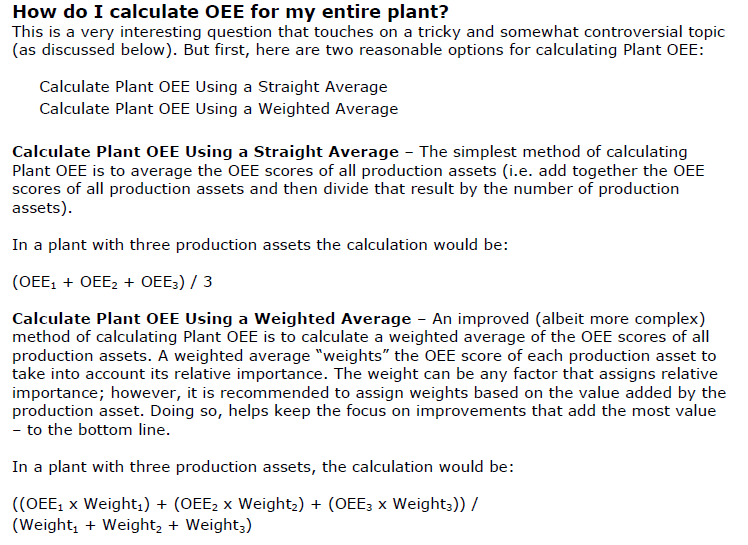 How do I calculate OEE for my entire plant?
This is a very interesting question that touches on a tricky and somewhat controversial topic
(as discussed below). But first, here are two reasonable options for calculating Plant OEE:
Calculate Plant OEE Using a Straight Average
Calculate Plant OEE Using a Weighted Average
Calculate Plant OEE Using a Straight Average – The simplest method of calculating
Plant OEE is to average the OEE scores of all production assets (i.e. add together the OEE
scores of all production assets and then divide that result by the number of production
assets).
In a plant with three production assets the calculation would be:
(OEE₁ + OEE₂ + OEE₃) / 3
Calculate Plant OEE Using a Weighted Average – An improved (albeit more complex)
method of calculating Plant OEE is to calculate a weighted average of the OEE scores of all
production assets. A weighted average “weights” the OEE score of each production asset to
take into account its relative importance. The weight can be any factor that assigns relative
importance; however, it is recommended to assign weights based on the value added by the
production asset. Doing so, helps keep the focus on improvements that add the most value
– to the bottom line.
In a plant with three production assets, the calculation would be:
((OEE₁ x Weight₁) + (OEE₂ x Weight₂) + (OEE₃ x Weight₃)) /
(Weight₁ + Weight₂ + Weight₃)